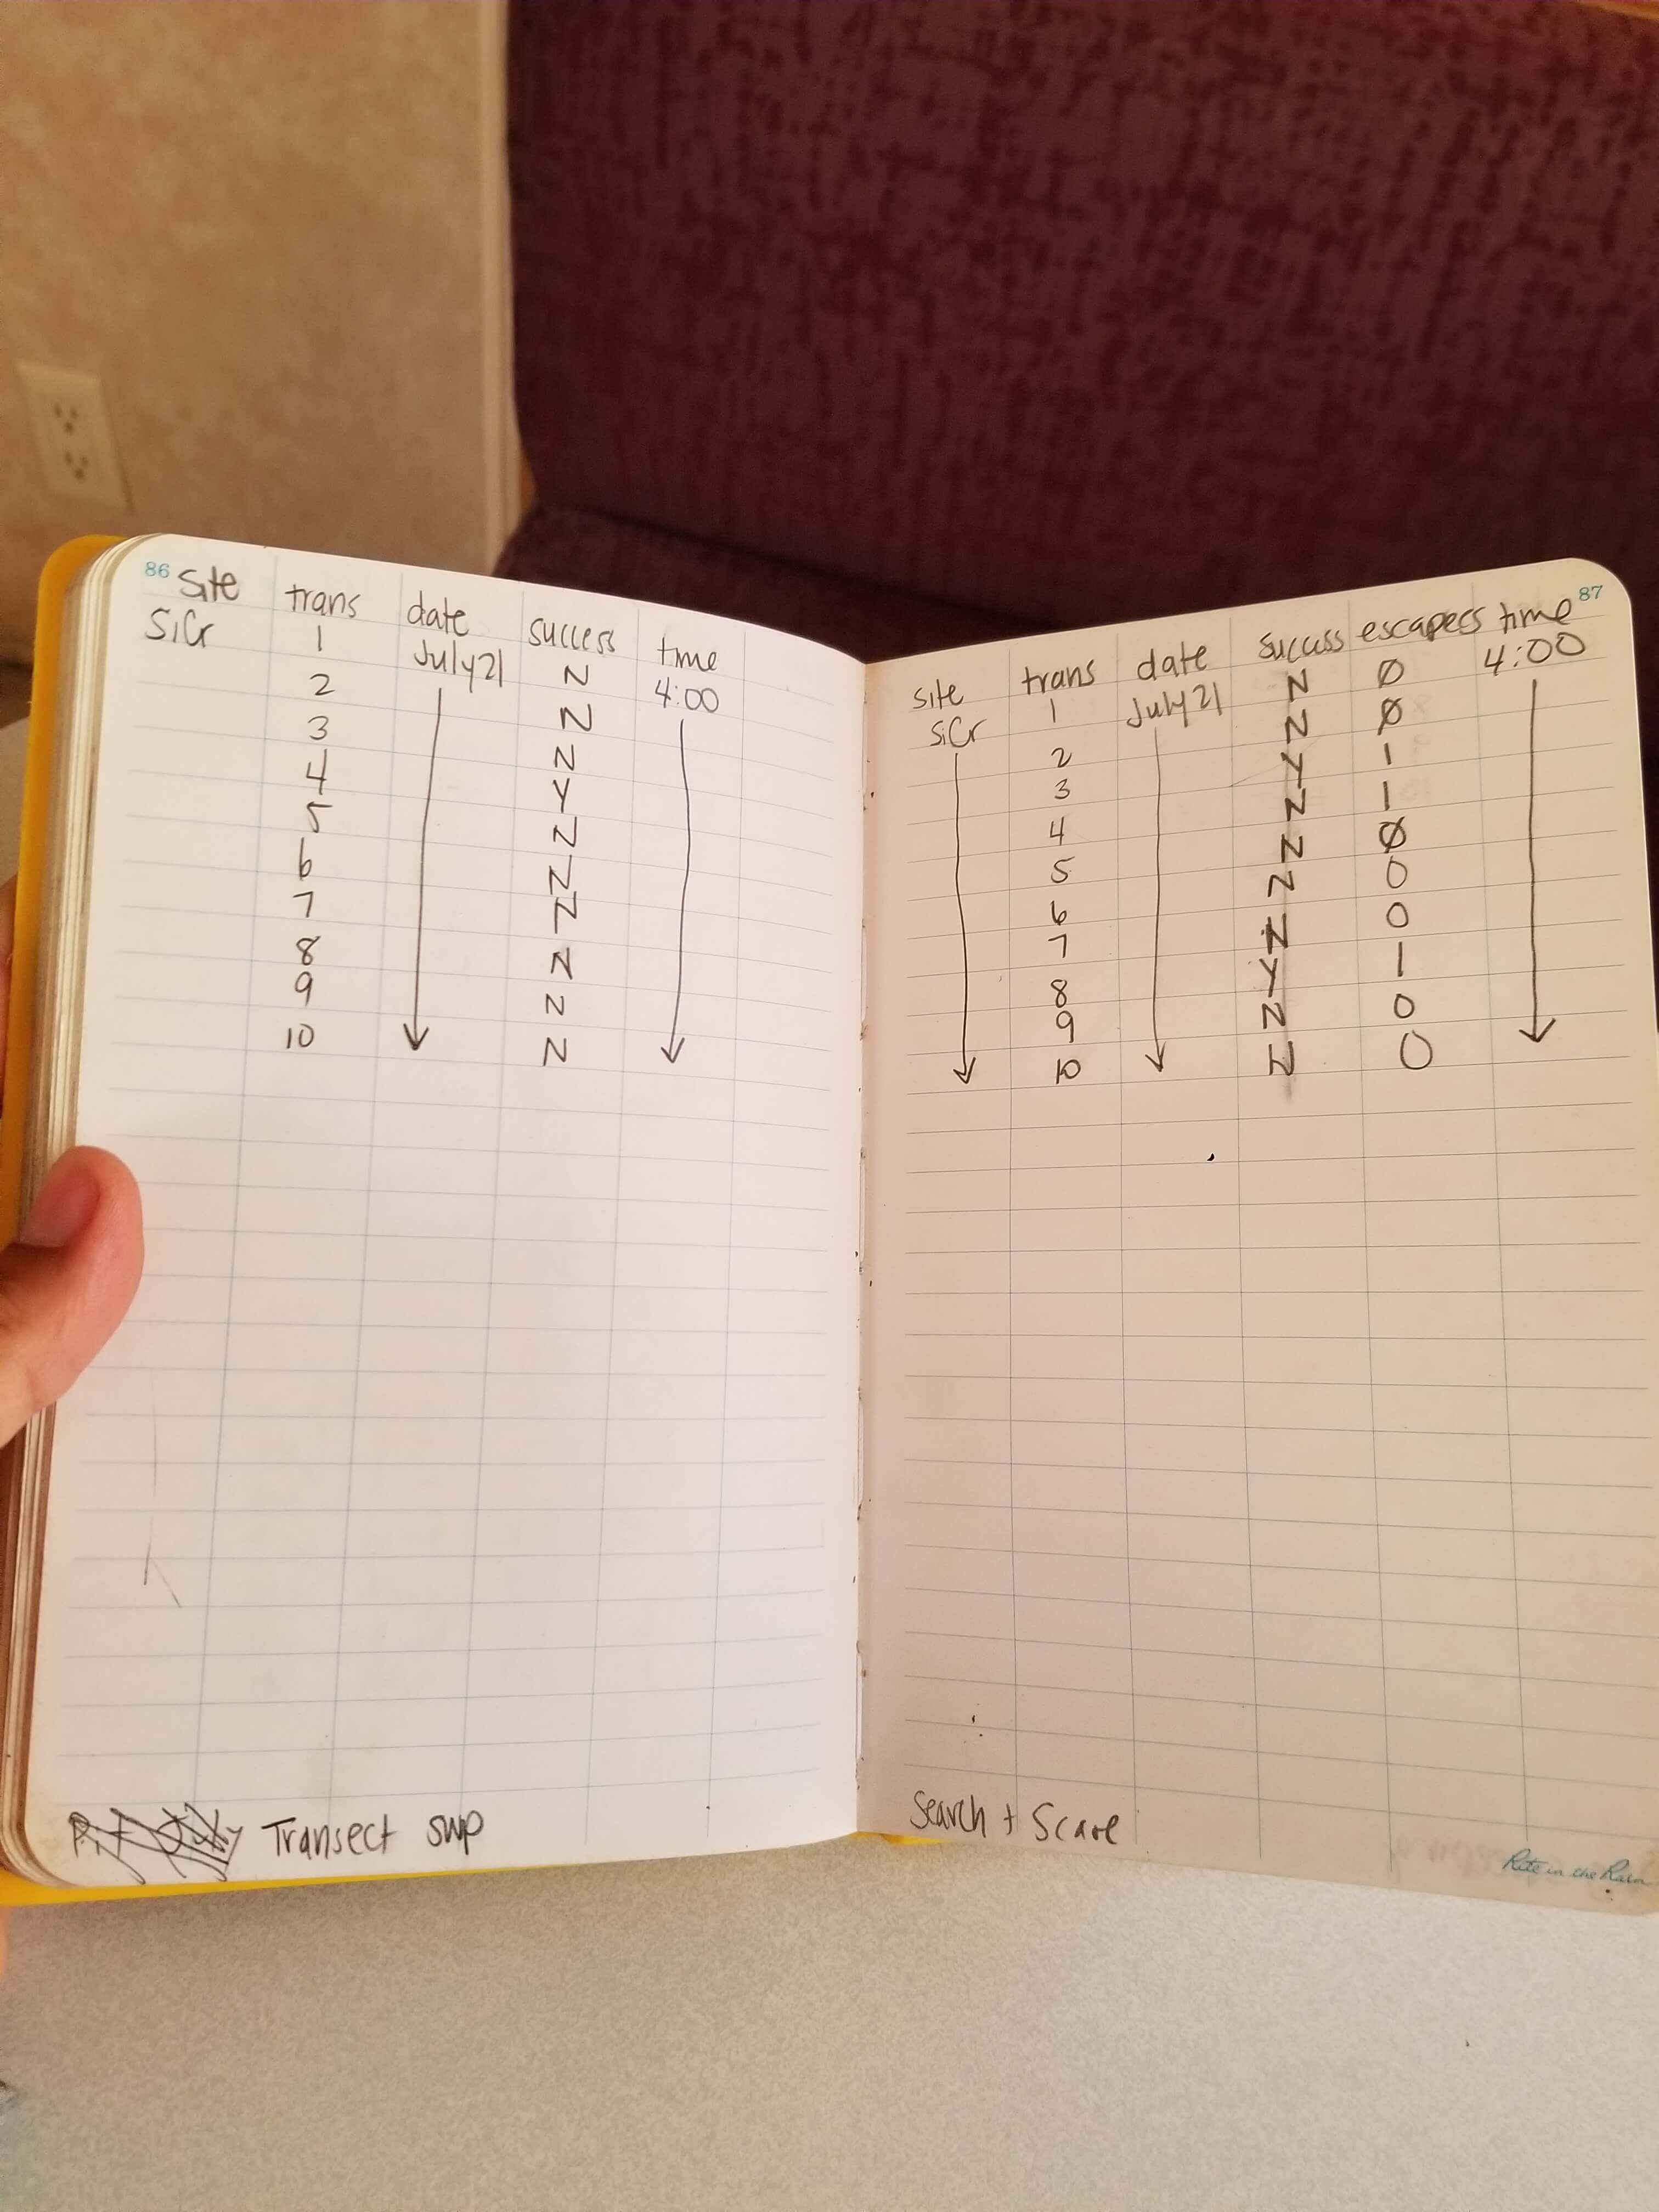 86
Site trans date success time
SiCr 1 July 21 N 4:00
2 N
3 N
4 Y
5 N
6 N
7 N
8 N
9 N
10 N
Transect swp
87
site trans date success escapees time
SiCr 1 July 21 N Ø 4:00
2 N Ø
3 Y 1
4 N 1
5 N Ø
6 N 0
7 N 0
8 Y 1
9 N 0
10 N 0
Search + Scare
Rite in the Rain